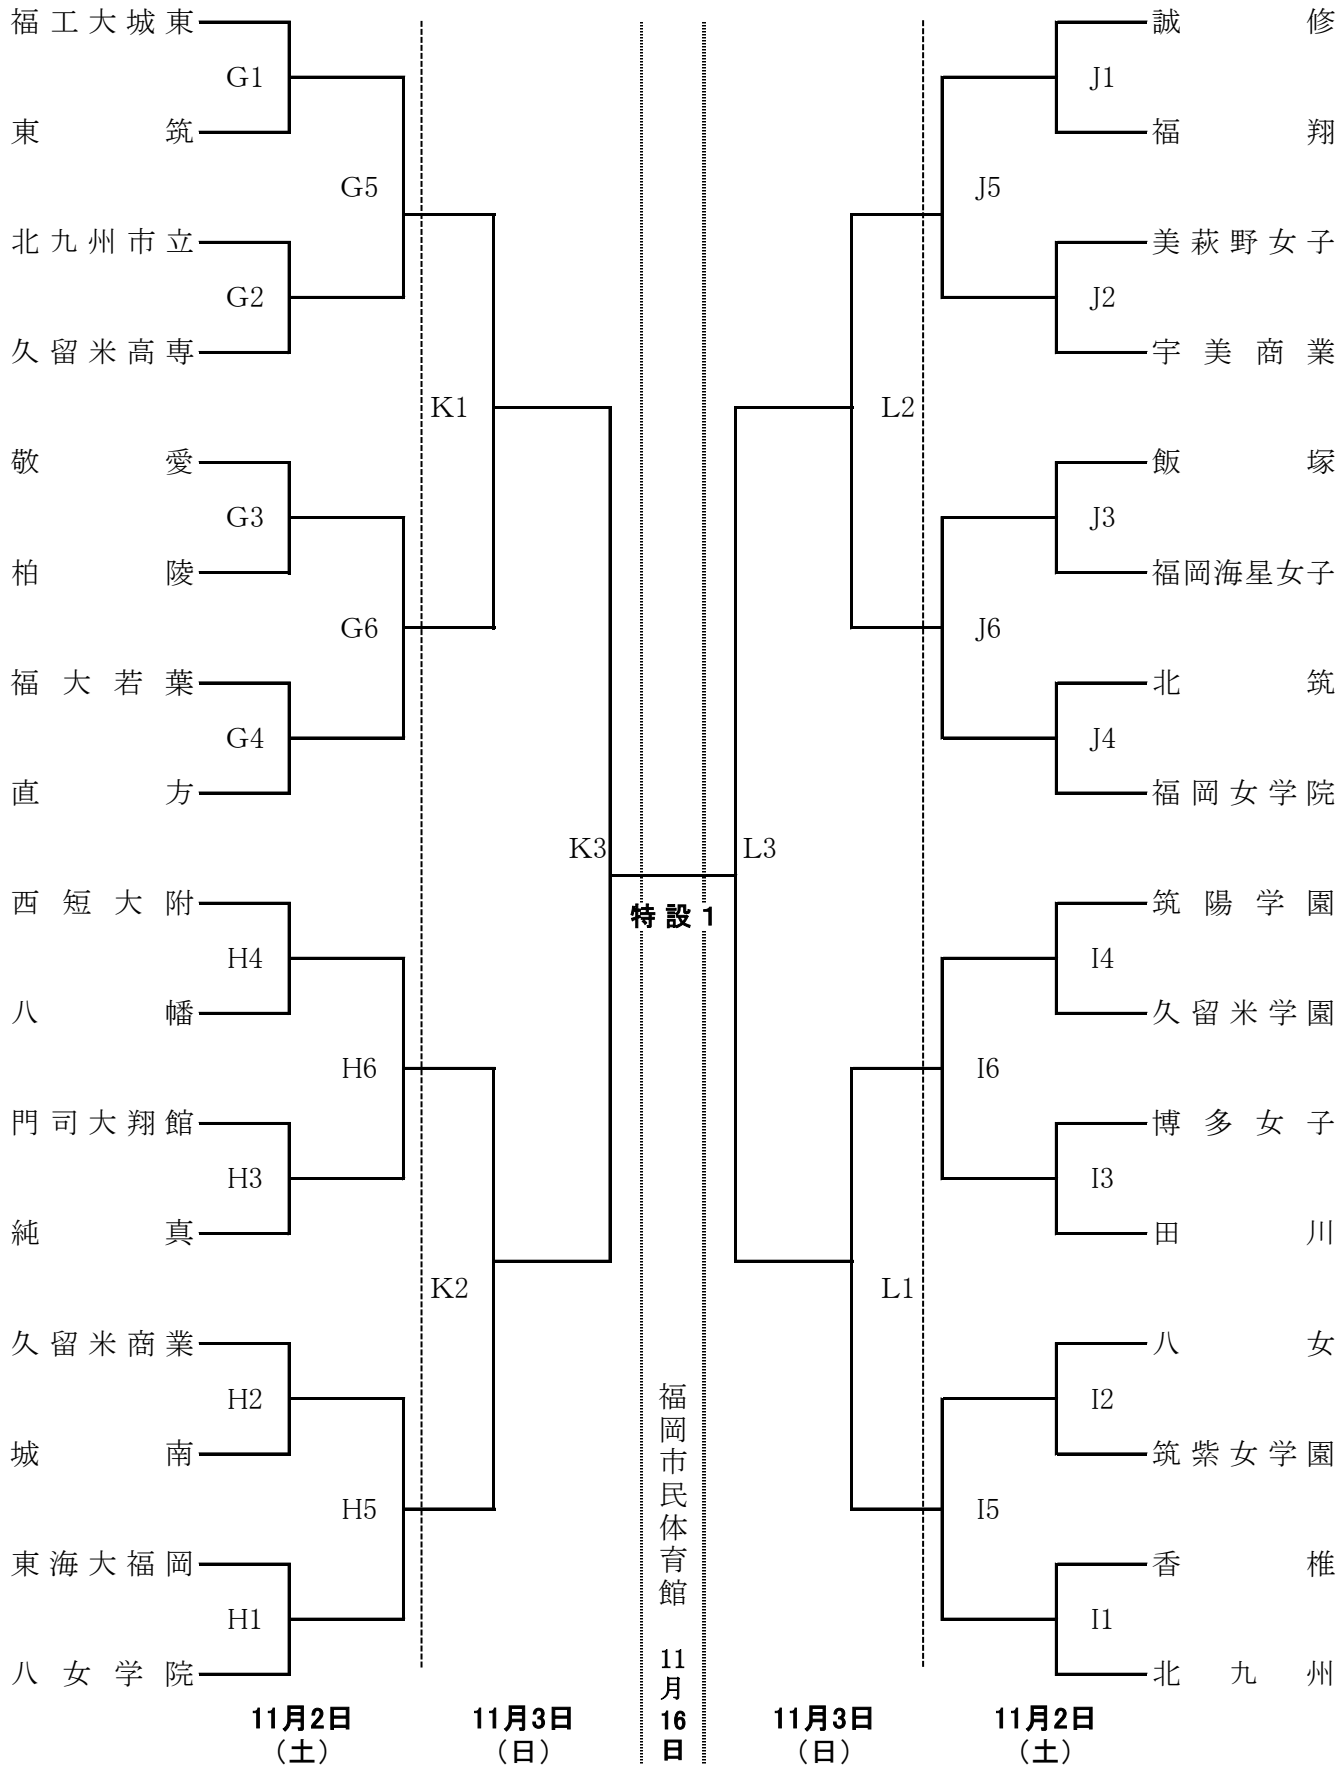 福工大城東
G1
東筑
G5
北九州市立
G2
久留米高専
K1
敬愛
G3
柏陵
G6
福大若葉
G4
直方
K3
西短大附
H4
八幡
H6
門司大翔館
H3
純真
K2
久留米商業
H2
城南
H5
東海大福岡
H1
八女学院
11月2日
（土）
11月3日
（日）
特設1
福岡市民体育館 11月16日
誠修
J1
福翔
J5
美萩野女子
J2
宇美商業
L2
飯塚
J3
福岡海星女子
J6
北筑
J4
福岡女学院
L3
筑陽学園
I4
久留米学園
I6
博多女子
I3
田川
L1
八女
I2
筑紫女学園
I5
香椎
I1
北九州
11月3日
（日）
11月2日
（土）